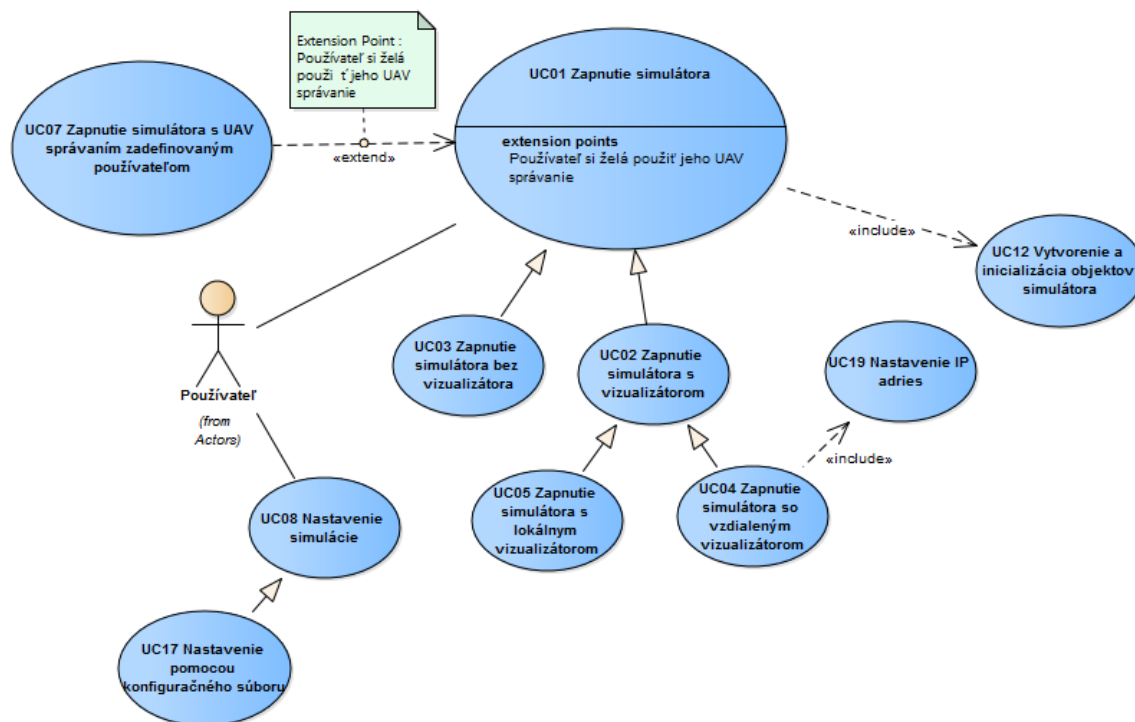 Extension Point :
Používateľ si želá
použi ť jeho UAV
správanie
UC01 Zapnutie simulátora
extension points
Používateľ si želá použiť jeho UAV
správanie
UC07 Zapnutie simulátora s UAV
správaním zadefinovaným
používateľom
«extend»
«include»
UC12 Vytvorenie a
inicializácia objektov
simulátora
UC03 Zapnutie
simulátora bez
vizualizátora
UC02 Zapnutie
simulátora s
vizualizátorom
UC19 Nastavenie IP
adries
Používateľ
(from
Actors)
«include»
UC05 Zapnutie
simulátora s
lokálnym
vizualizátorom
UC04 Zapnutie
simulátora so
vzdialeným
vizualizátorom
UC08 Nastavenie
simulácie
UC17 Nastavenie
pomocou
konfiguračného súboru